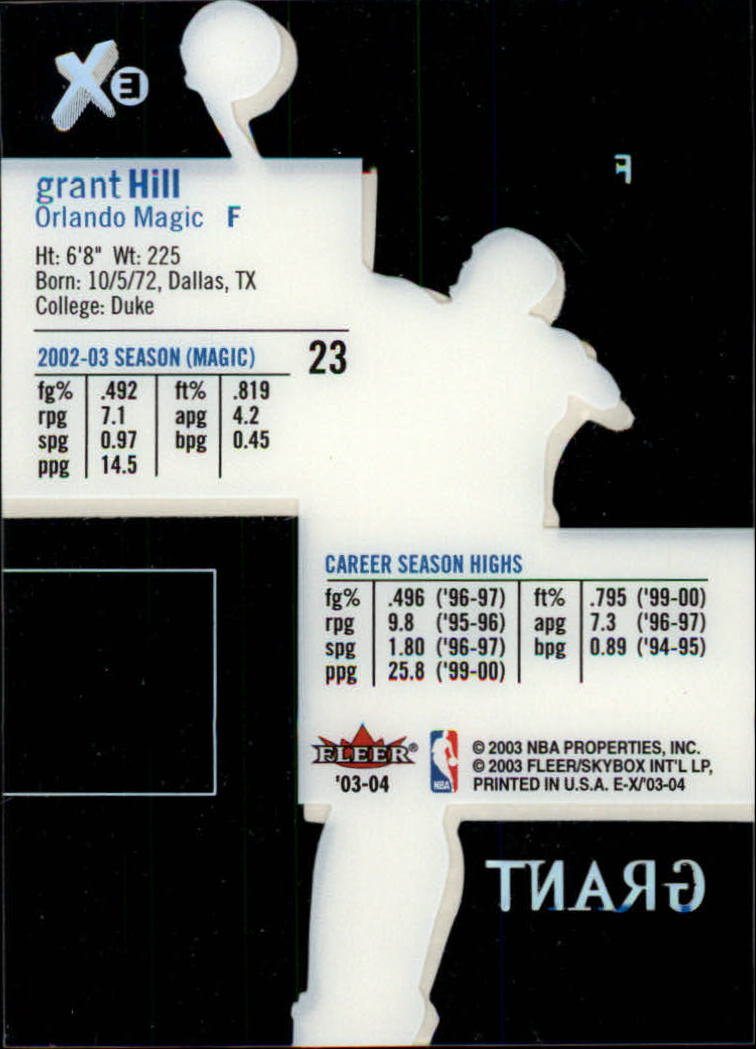 EX
F
grant Hill
Orlando Magic F
Ht: 6'8" Wt: 225
Born: 10/5/72, Dallas, TX
College: Duke
2002-03 SEASON (MAGIC) 23
fg% .492 ft% .819
rpg 7.1 apg 4.2
spg 0.97 bpg 0.45
ppg 14.5
CAREER SEASON HIGHS
fg% .496 ('96-97) ft% .795 ('99-00)
rpg 9.8 ('95-96) apg 7.3 ('96-97)
spg 1.80 ('96-97) bpg 0.89 ('94-95)
ppg 25.8 ('99-00)
FLEER®
'03-04
NBA
© 2003 NBA PROPERTIES, INC.
© 2003 FLEER/SKYBOX INT'L LP,
PRINTED IN U.S.A. E-X/'03-04
GRANT